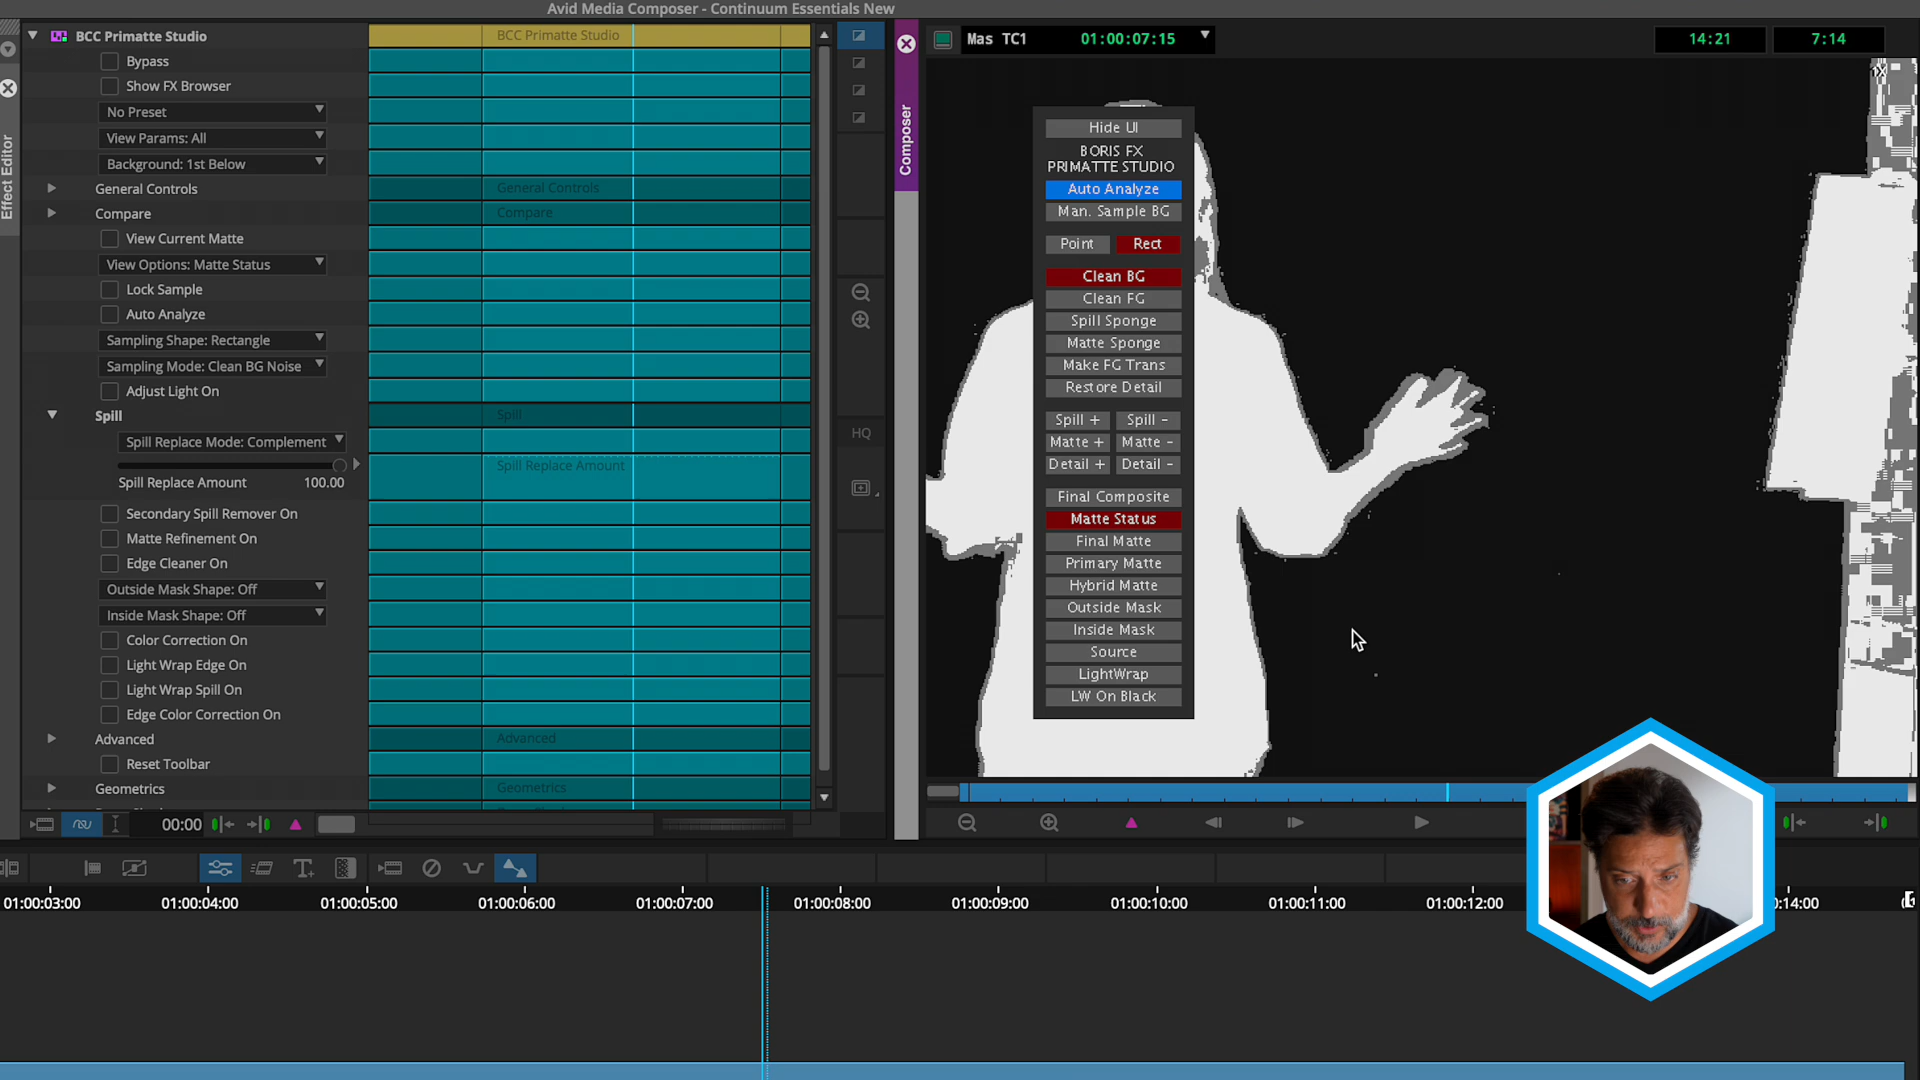 Avid Media Composer - Continuum Essentials New
Effect Editor
BCC Primatte Studio
Bypass
Show FX Browser
No Preset
View Params: All
Background: 1st Below
General Controls
Compare
View Current Matte
View Options: Matte Status
Lock Sample
Auto Analyze
Sampling Shape: Rectangle
Sampling Mode: Clean BG Noise
Adjust Light On
Spill
Spill Replace Mode: Complement
Spill Replace Amount 100.00
Secondary Spill Remover On
Matte Refinement On
Edge Cleaner On
Outside Mask Shape: Off
Inside Mask Shape: Off
Color Correction On
Light Wrap Edge On
Light Wrap Spill On
Edge Color Correction On
Advanced
Reset Toolbar
Geometrics
BCC Primatte Studio
General Controls
Compare
Spill
Spill Replace Amount
Advanced
Geometrics
00:00
HQ
Composer
Mas TC1 01:00:07:15 14:21 7:14
Hide UI
BORIS FX
PRIMATTE STUDIO
Auto Analyze
Man. Sample BG
Point Rect
Clean BG
Clean FG
Spill Sponge
Matte Sponge
Make FG Trans
Restore Detail
Spill + Spill -
Matte + Matte -
Detail + Detail -
Final Composite
Matte Status
Final Matte
Primary Matte
Hybrid Matte
Outside Mask
Inside Mask
Source
LightWrap
LW On Black
01:00:03:00 01:00:04:00 01:00:05:00 01:00:06:00 01:00:07:00 01:00:08:00 01:00:09:00 01:00:10:00 01:00:11:00 01:00:12:00 :14:00